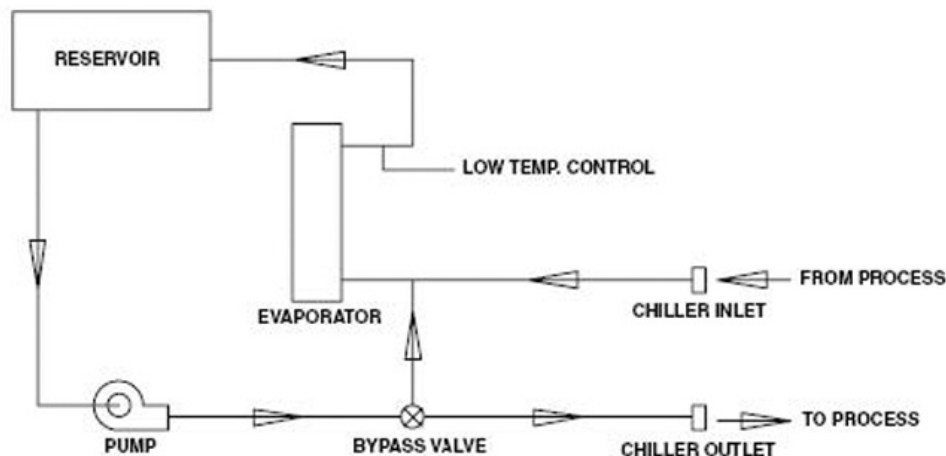 RESERVOIR
LOW TEMP. CONTROL
FROM PROCESS
EVAPORATOR
CHILLER INLET
TO PROCESS
PUMP
BYPASS VALVE
CHILLER OUTLET